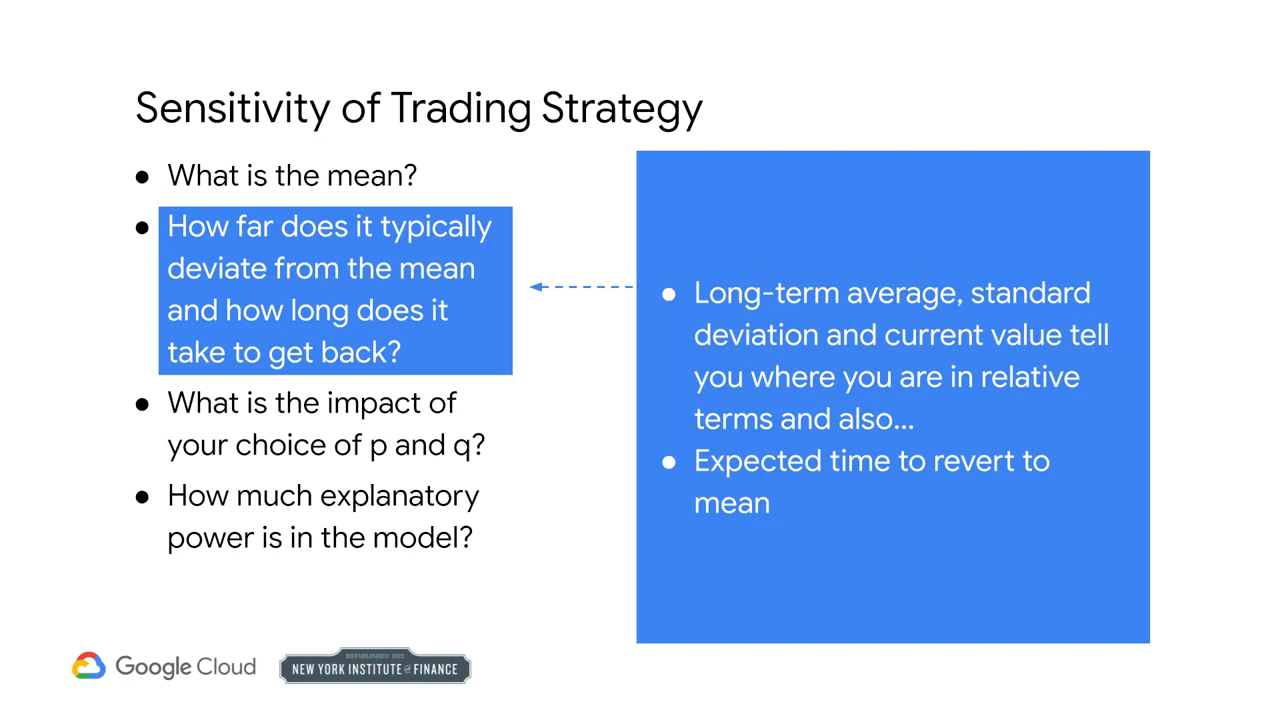 Sensitivity of Trading Strategy
● What is the mean?
● How far does it typically
deviate from the mean
and how long does it
take to get back?
● What is the impact of
your choice of p and q?
● How much explanatory
power is in the model?
● Long-term average, standard
deviation and current value tell
you where you are in relative
terms and also...
● Expected time to revert to
mean
Google Cloud
ESTABLISHED 1922
NEW YORK INSTITUTE OF FINANCE